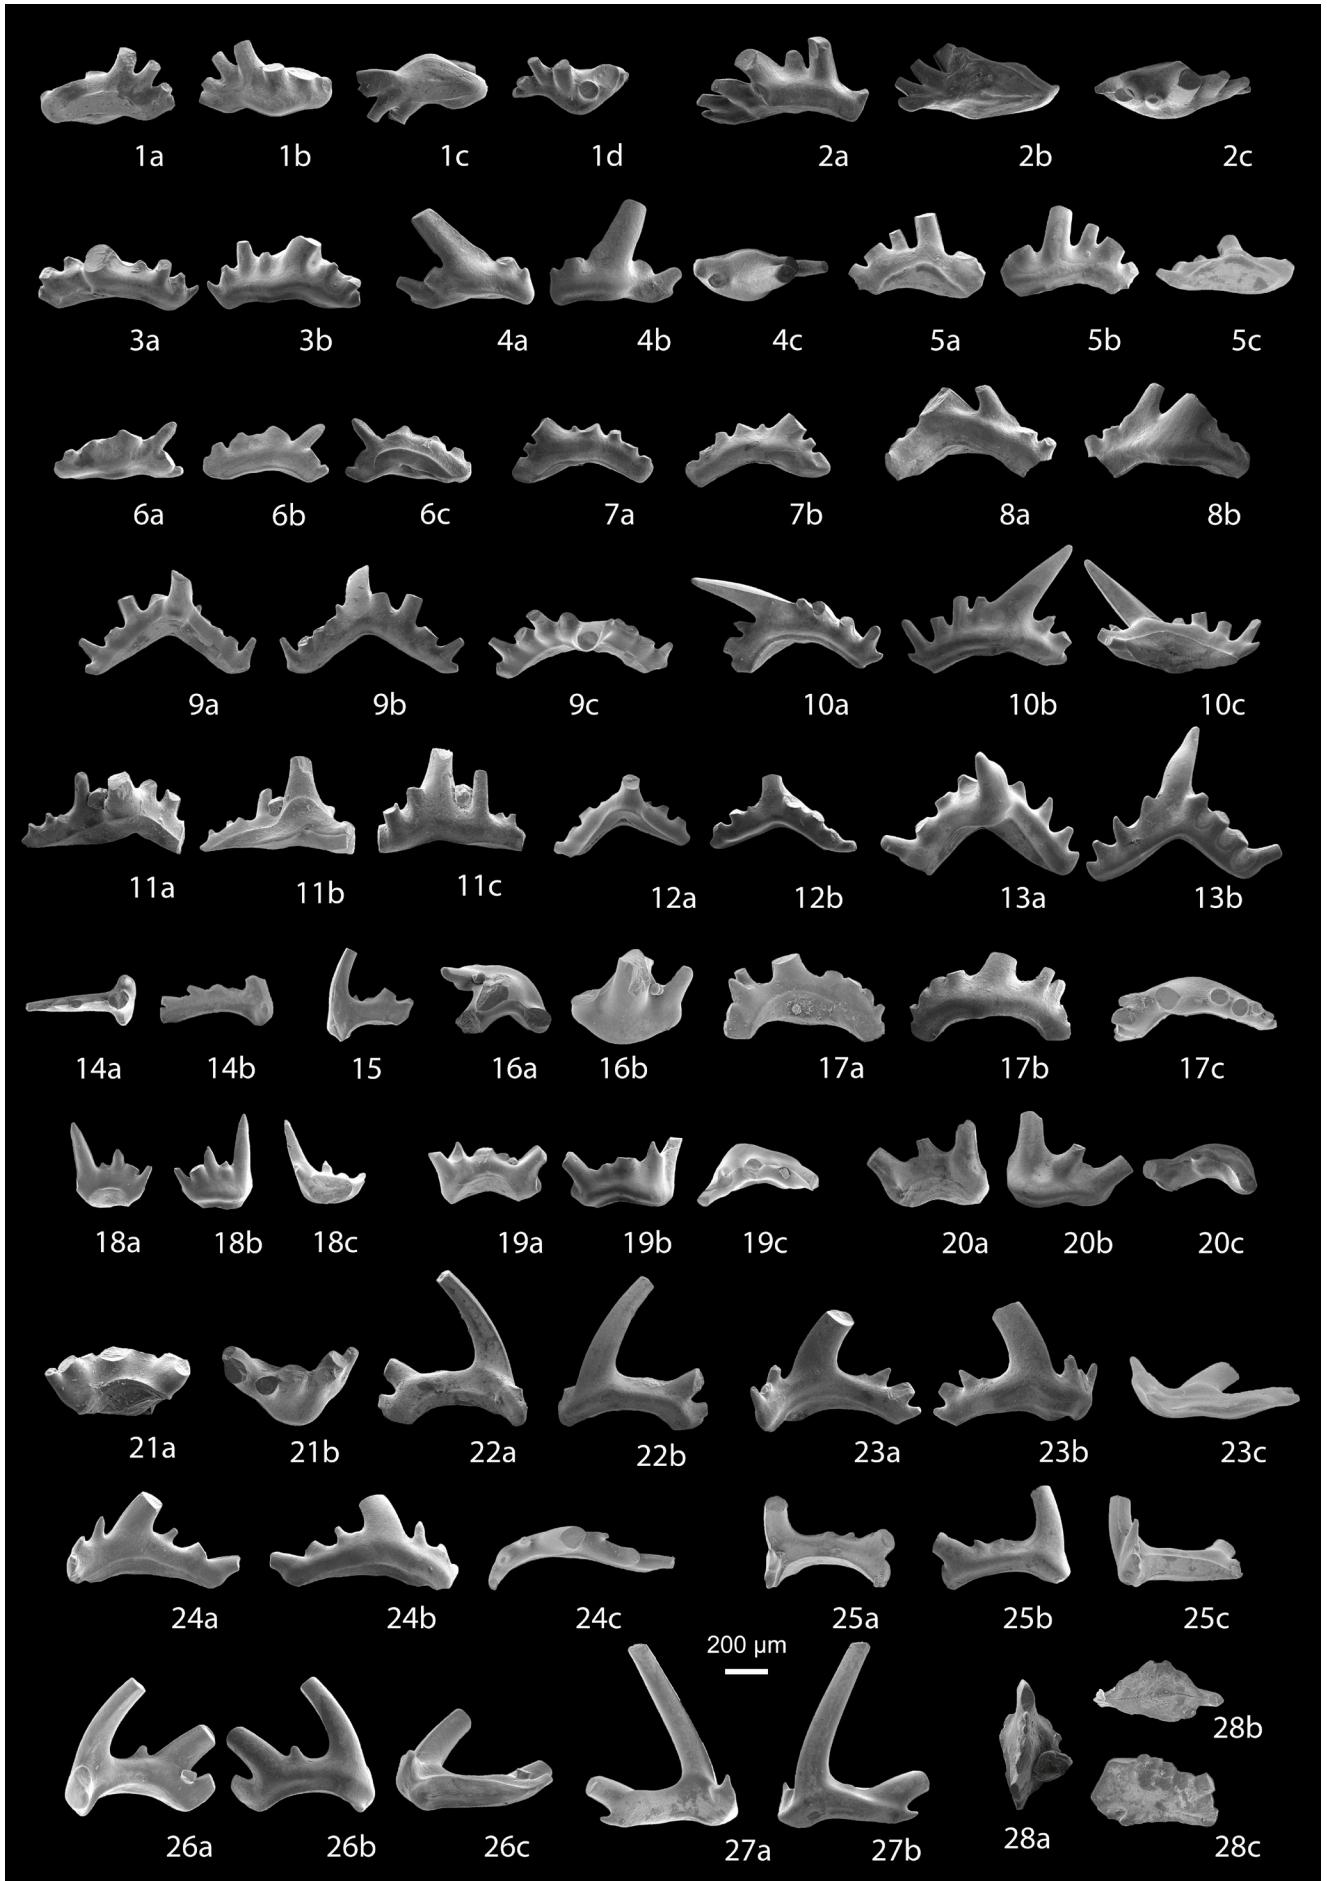 1a 1b 1c 1d 2a 2b 2c
3a 3b 4a 4b 4c 5a 5b 5c
6a 6b 6c 7a 7b 8a 8b
9a 9b 9c 10a 10b 10c
11a 11b 11c 12a 12b 13a 13b
14a 14b 15 16a 16b 17a 17b 17c
18a 18b 18c 19a 19b 19c 20a 20b 20c
21a 21b 22a 22b 23a 23b 23c
24a 24b 24c 25a 25b 25c
200 µm
26a 26b 26c 27a 27b 28a 28b 28c